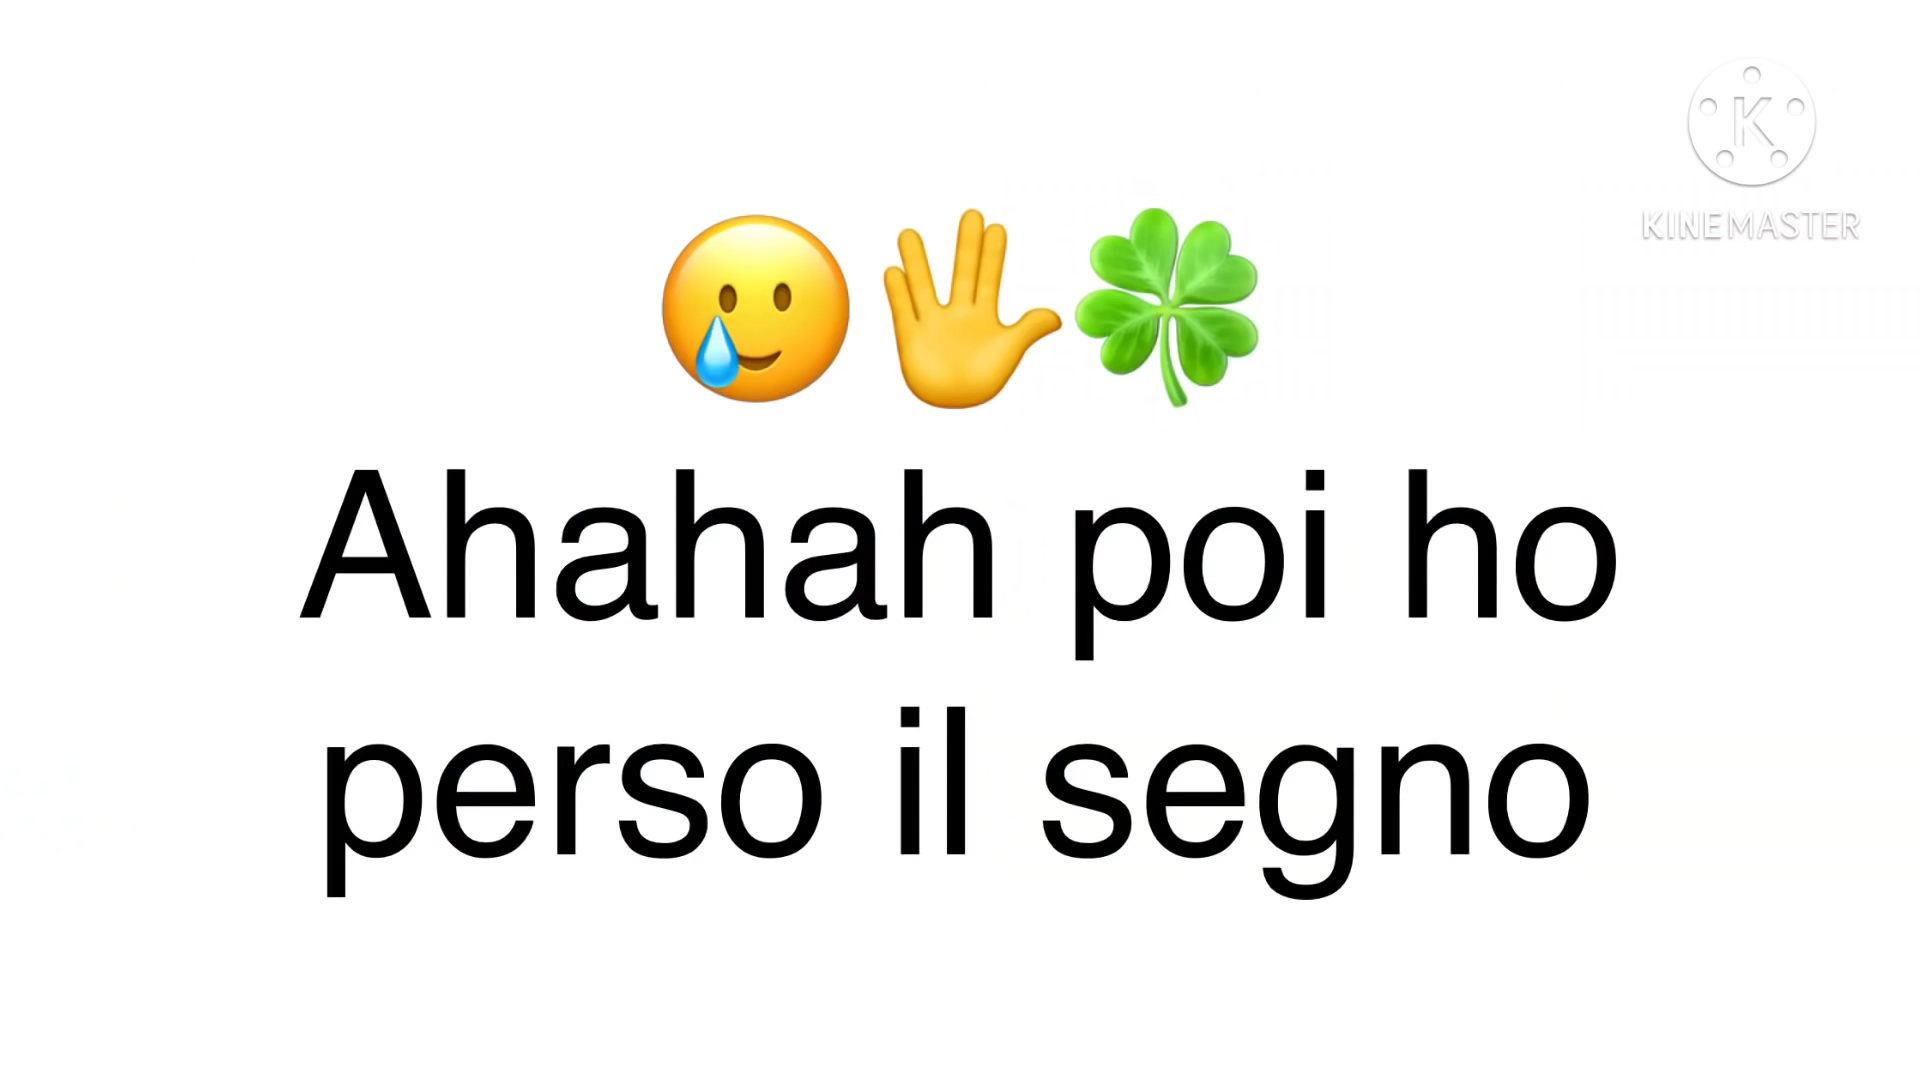 K
KINEMASTER
🥲🖖🍀
Ahahah poi ho
perso il segno